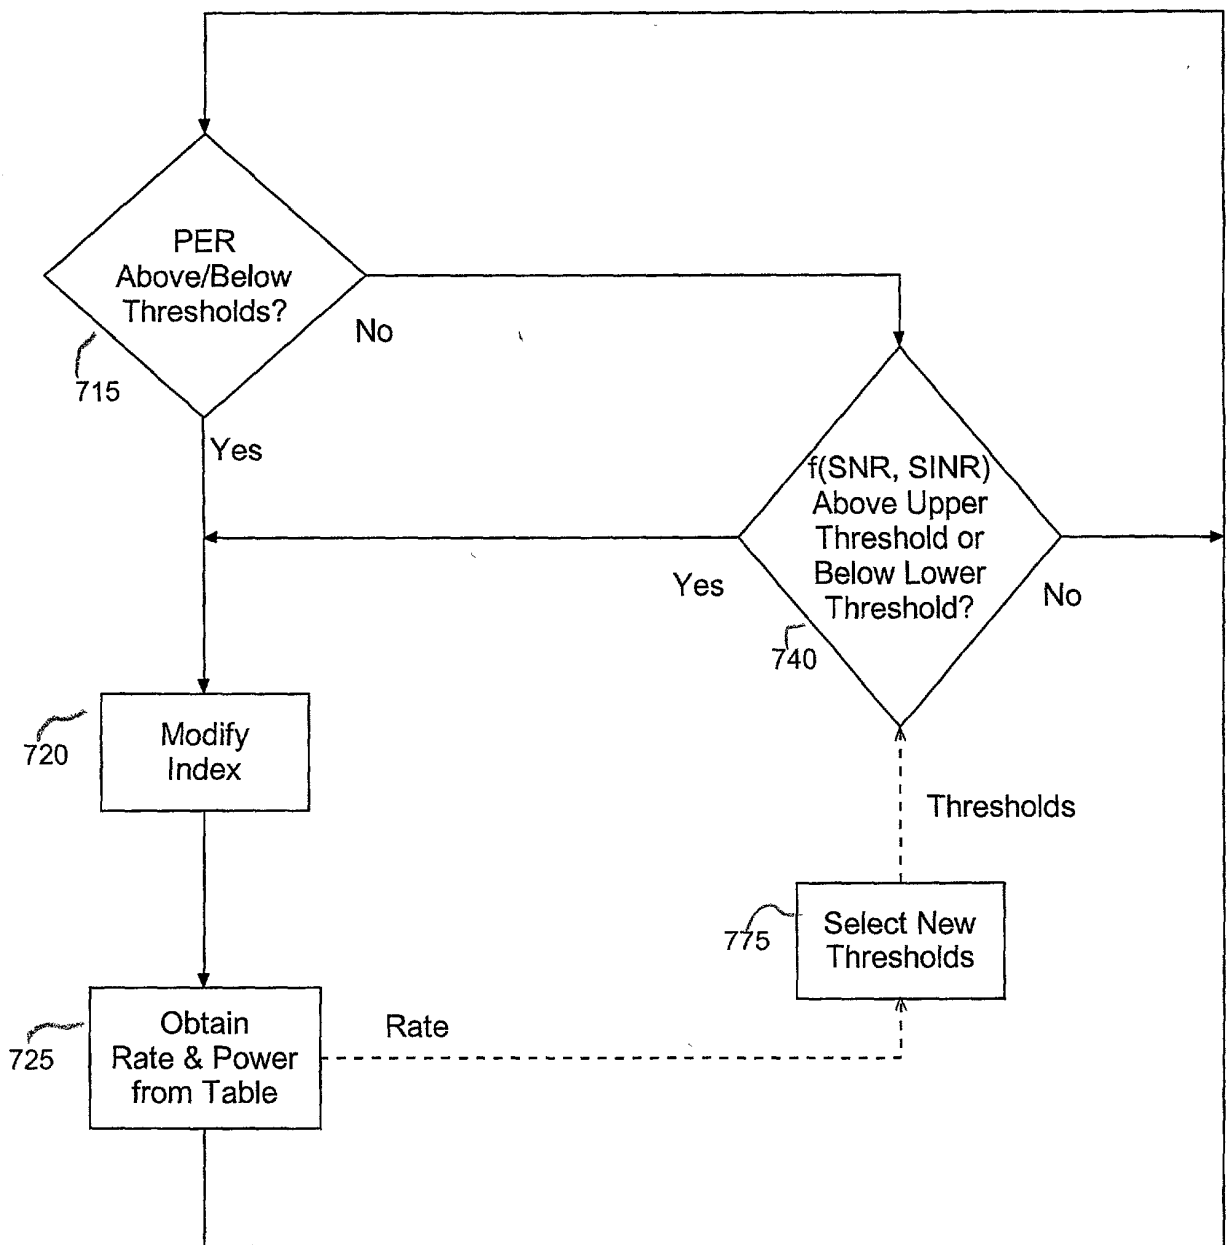 PER
Above/Below
Thresholds?
No
715
Yes
f(SNR, SINR)
Above Upper
Threshold or
Below Lower
Threshold?
Yes
No
740
720
Modify
Index
Thresholds
775
Select New
Thresholds
725
Obtain
Rate & Power
from Table
Rate